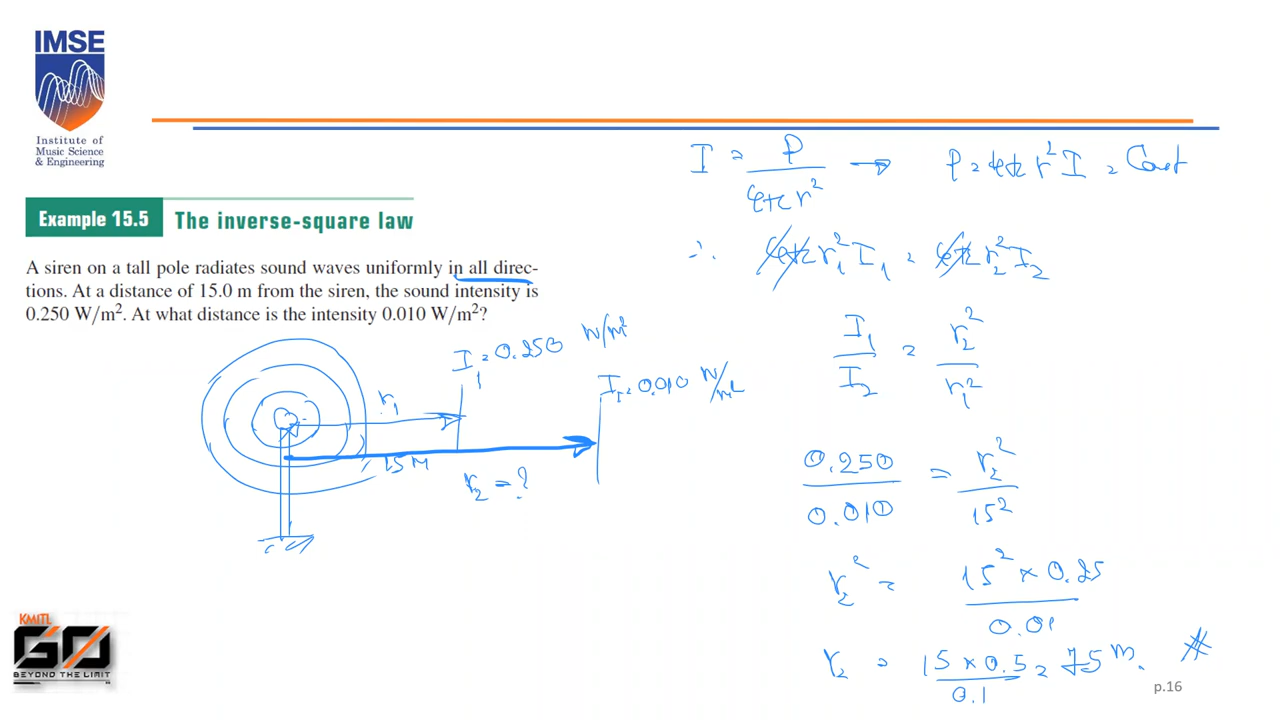 IMSE
Institute of
Music Science
& Engineering
Example 15.5 The inverse-square law
A siren on a tall pole radiates sound waves uniformly in all direc-
tions. At a distance of 15.0 m from the siren, the sound intensity is
0.250 W/m². At what distance is the intensity 0.010 W/m²?
I₁ = 0.250 W/m²
I₂ = 0.010 W/m²
r₁
15 M
r₂ = ?
I = P / 4πr² → P = 4πr²I = Const
∴ 4πr₁²I₁ = 4πr₂²I₂
I₁/I₂ = r₂²/r₁²
0.250/0.010 = r₂²/15²
r₂² = 15² × 0.25 / 0.01
r₂ = 15 × 0.5 / 0.1 = 75 m.
KMITL
GO
BEYOND THE LIMIT
p.16